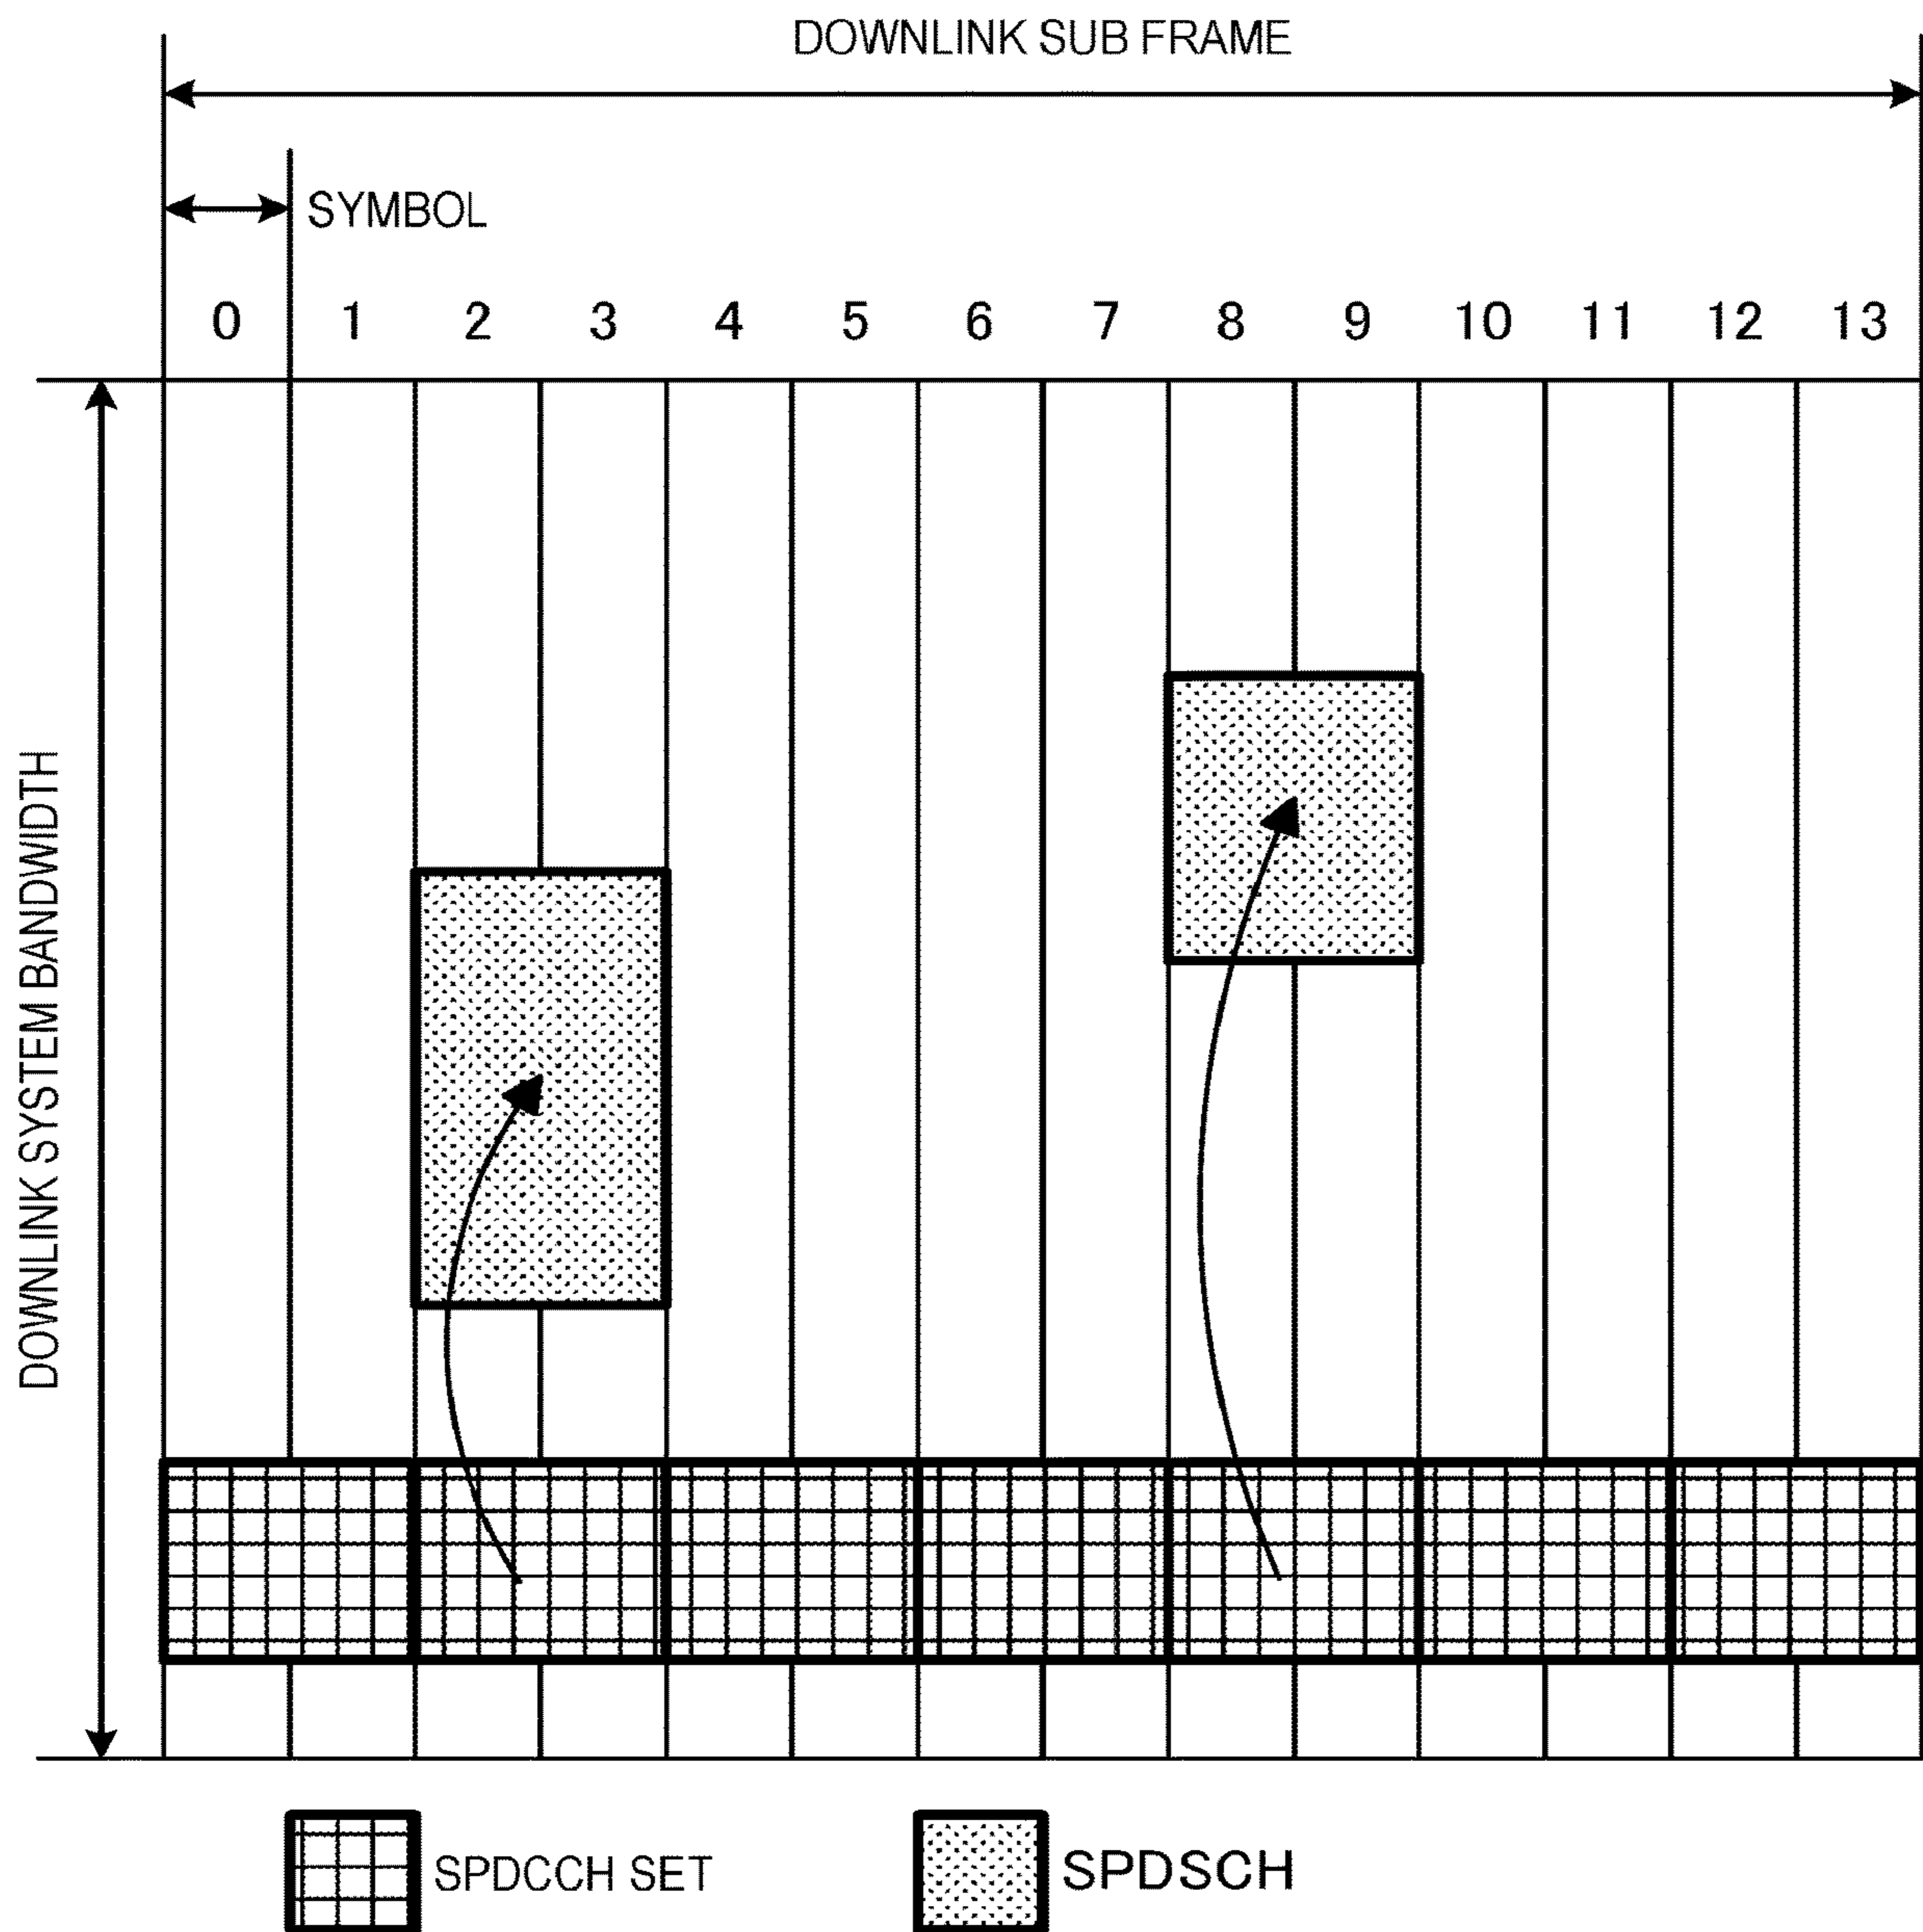 DOWNLINK SUB FRAME
SYMBOL
0 1 2 3 4 5 6 7 8 9 10 11 12 13
DOWNLINK SYSTEM BANDWIDTH
SPDCCH SET
SPDSCH